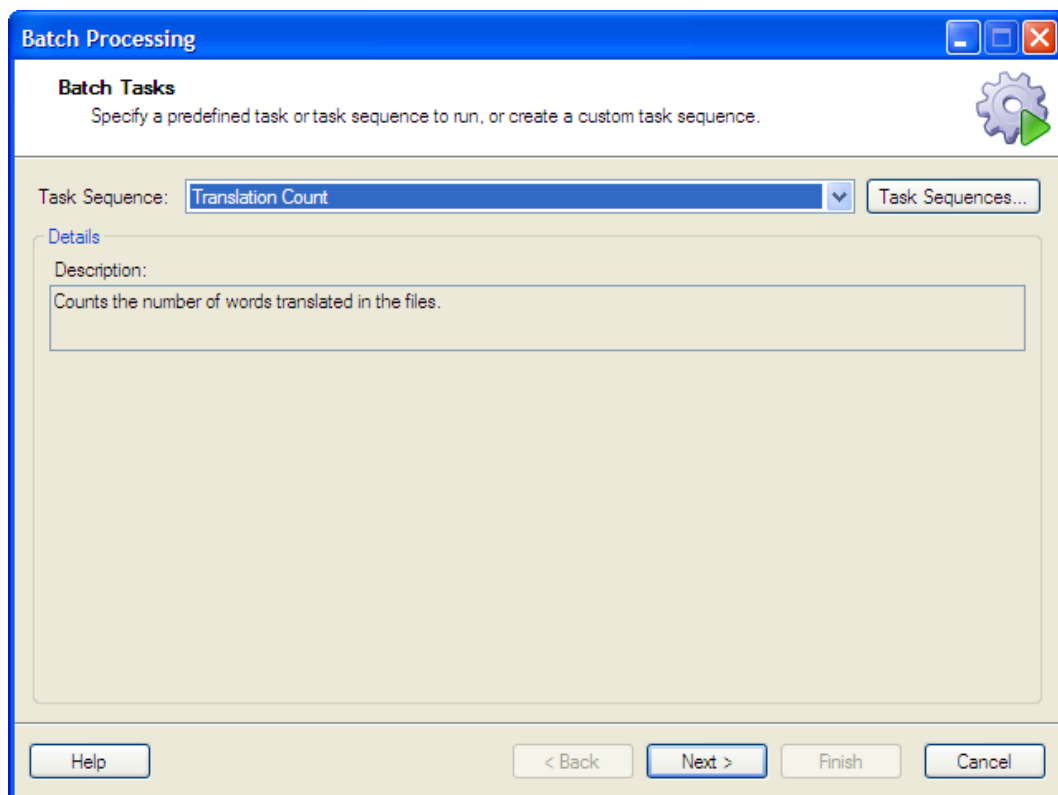 Batch Processing
Batch Tasks
Specify a predefined task or task sequence to run, or create a custom task sequence.
Task Sequence: Translation Count Task Sequences...
Details
Description:
Counts the number of words translated in the files.
Help < Back Next > Finish Cancel